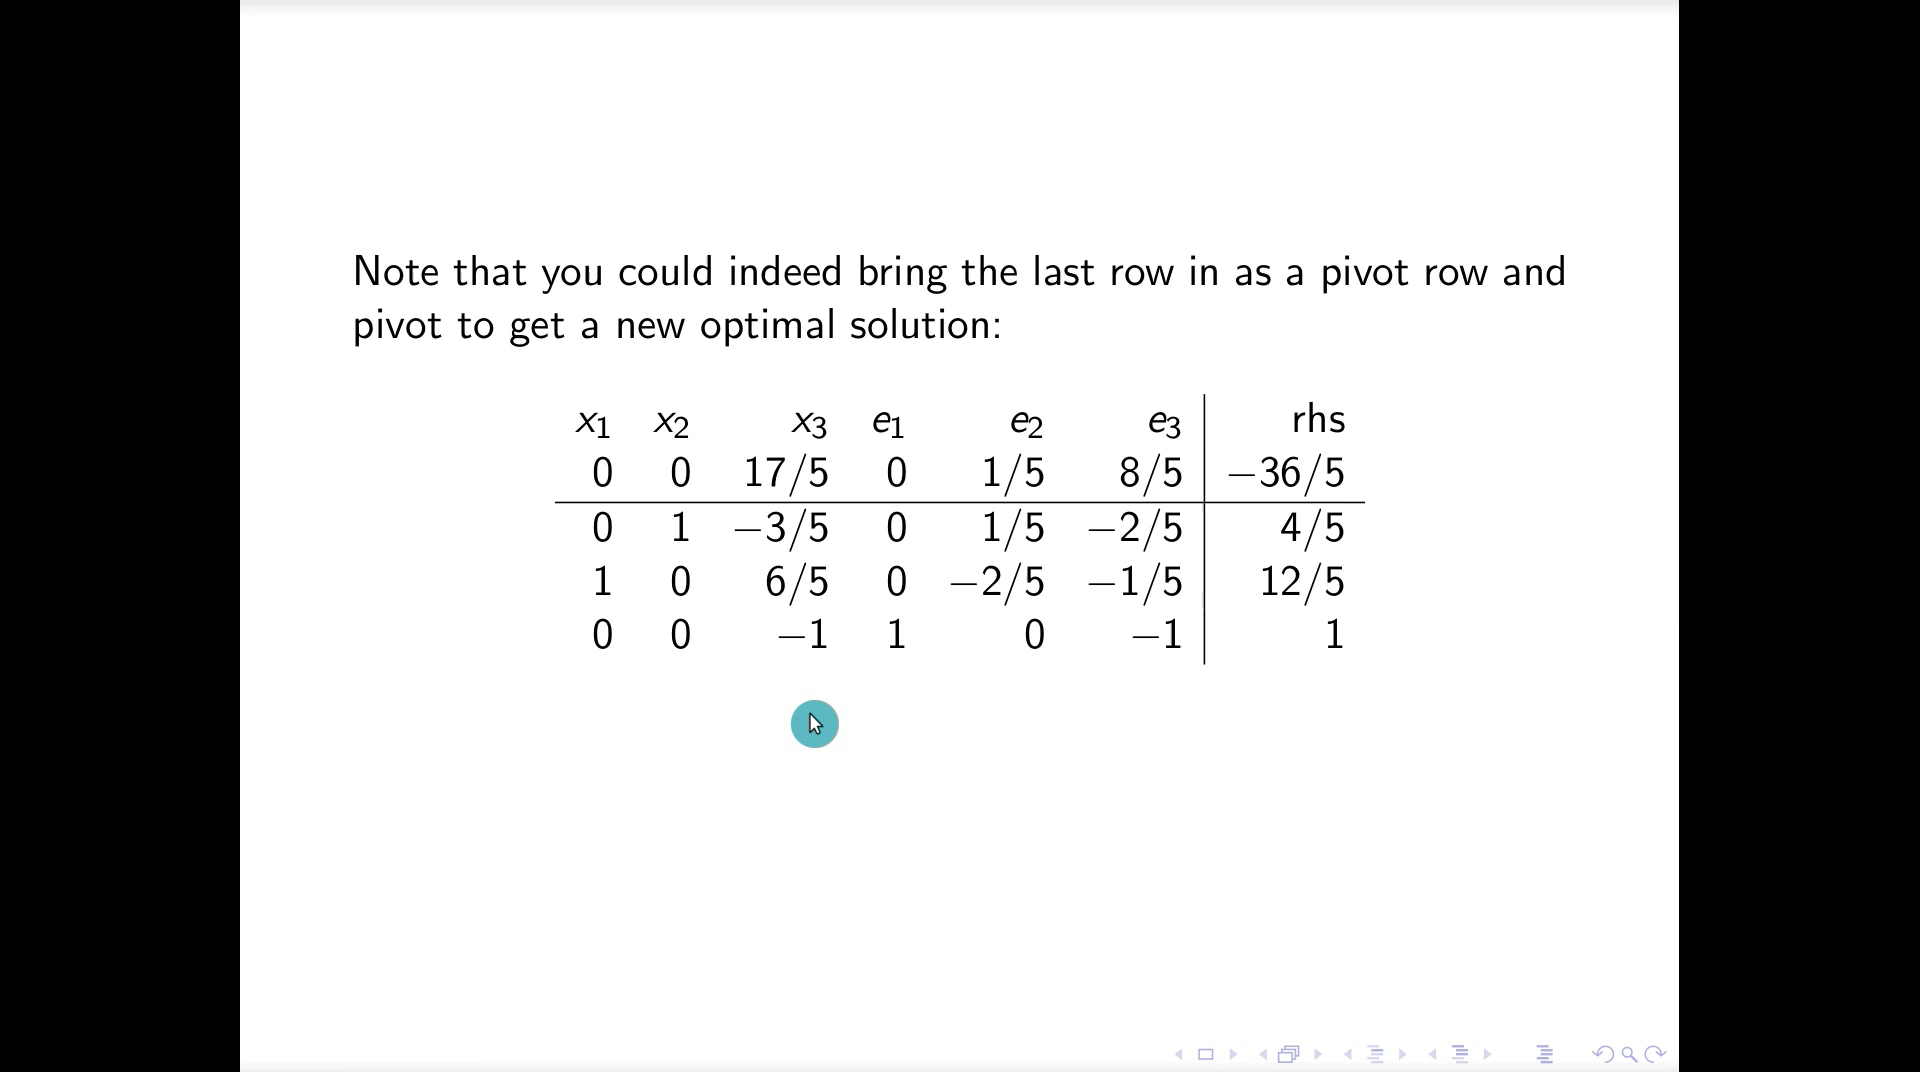 Note that you could indeed bring the last row in as a pivot row and
pivot to get a new optimal solution:
x₁ x₂ x₃ e₁ e₂ e₃ rhs
0 0 17/5 0 1/5 8/5 −36/5
0 1 −3/5 0 1/5 −2/5 4/5
1 0 6/5 0 −2/5 −1/5 12/5
0 0 −1 1 0 −1 1